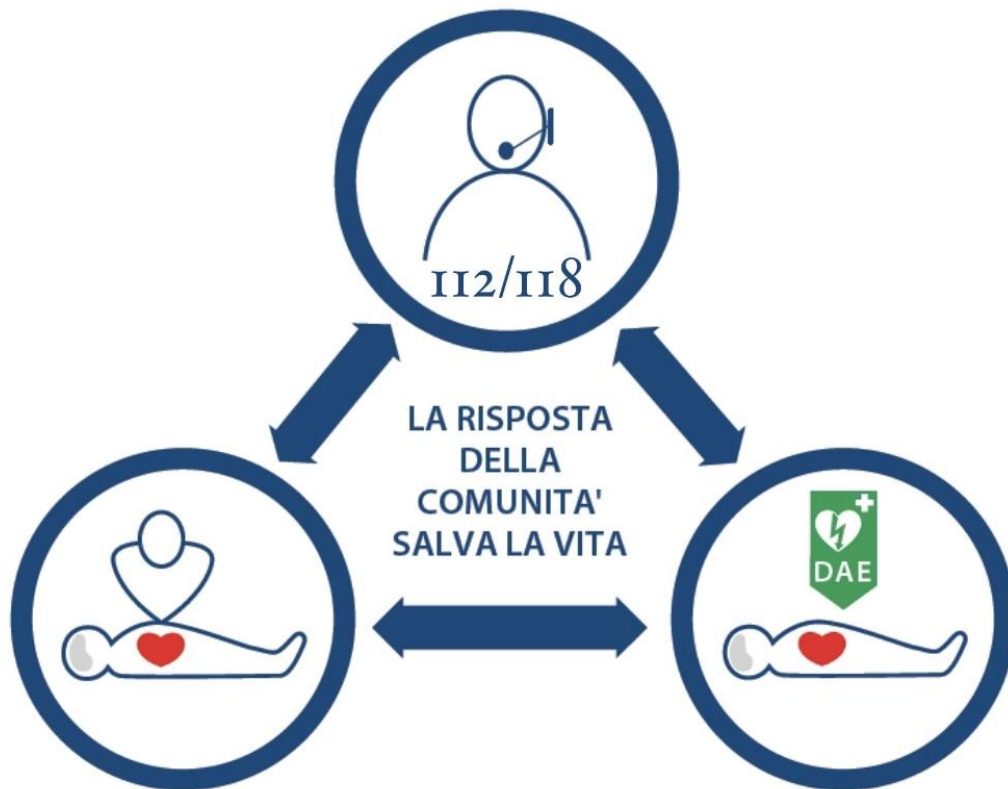 112/118
LA RISPOSTA
DELLA
COMUNITA'
SALVA LA VITA
DAE